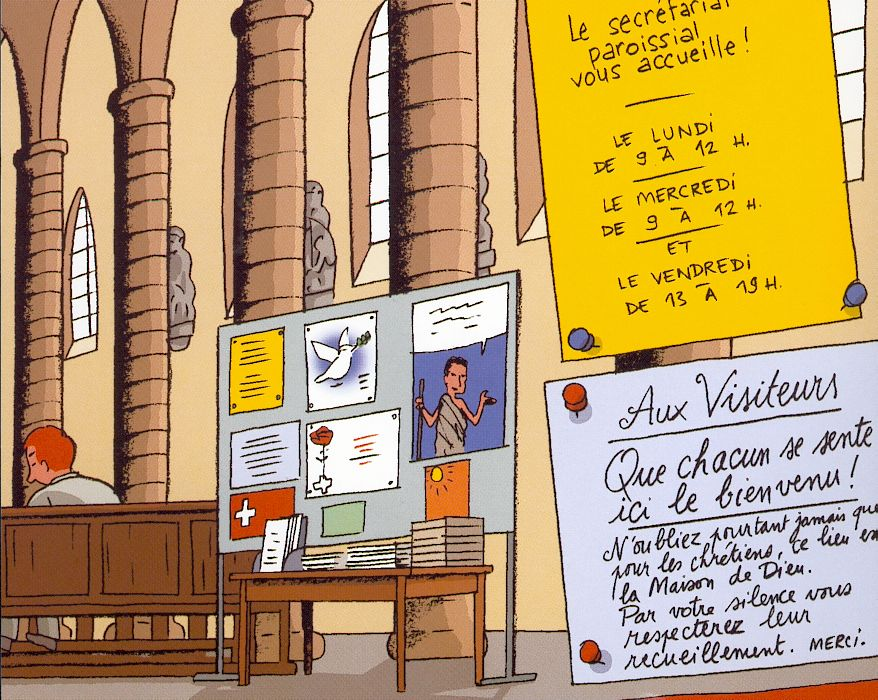 Le secrétariat
paroissial
vous accueille !
LE LUNDi
DE 9 À 12 H.
LE MERCREDi
DE 9 À 12 H.
ET
LE VENDREDi
DE 13 À 19 H.
Aux Visiteurs
Que chacun se sente
ici le bienvenu !
N'oubliez pourtant jamais que
pour les chrétiens, ce lieu es
la Maison de Dieu.
Par votre silence vous
respecterez leur
recueillement. MERCi.